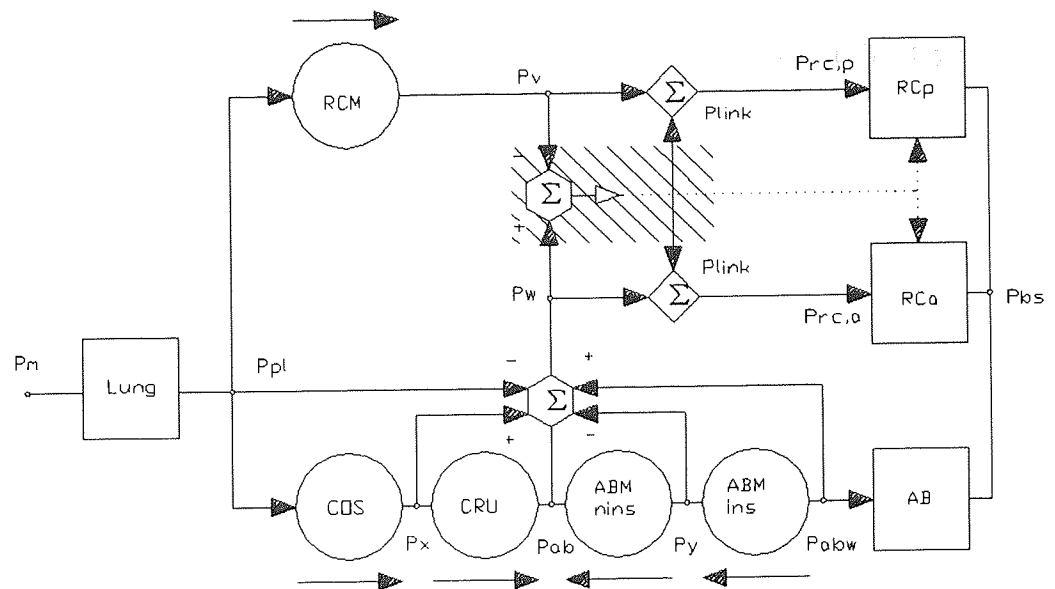 RCM
Pv
Σ
Plink
Prc,p
RCp
-
Σ
+
Pw
Plink
Σ
Prc,a
RCa
Pbs
Pm
Lung
Ppl
-
+
Σ
+
-
COS
Px
CRU
Pab
ABM
nins
Py
ABM
ins
Pabw
AB